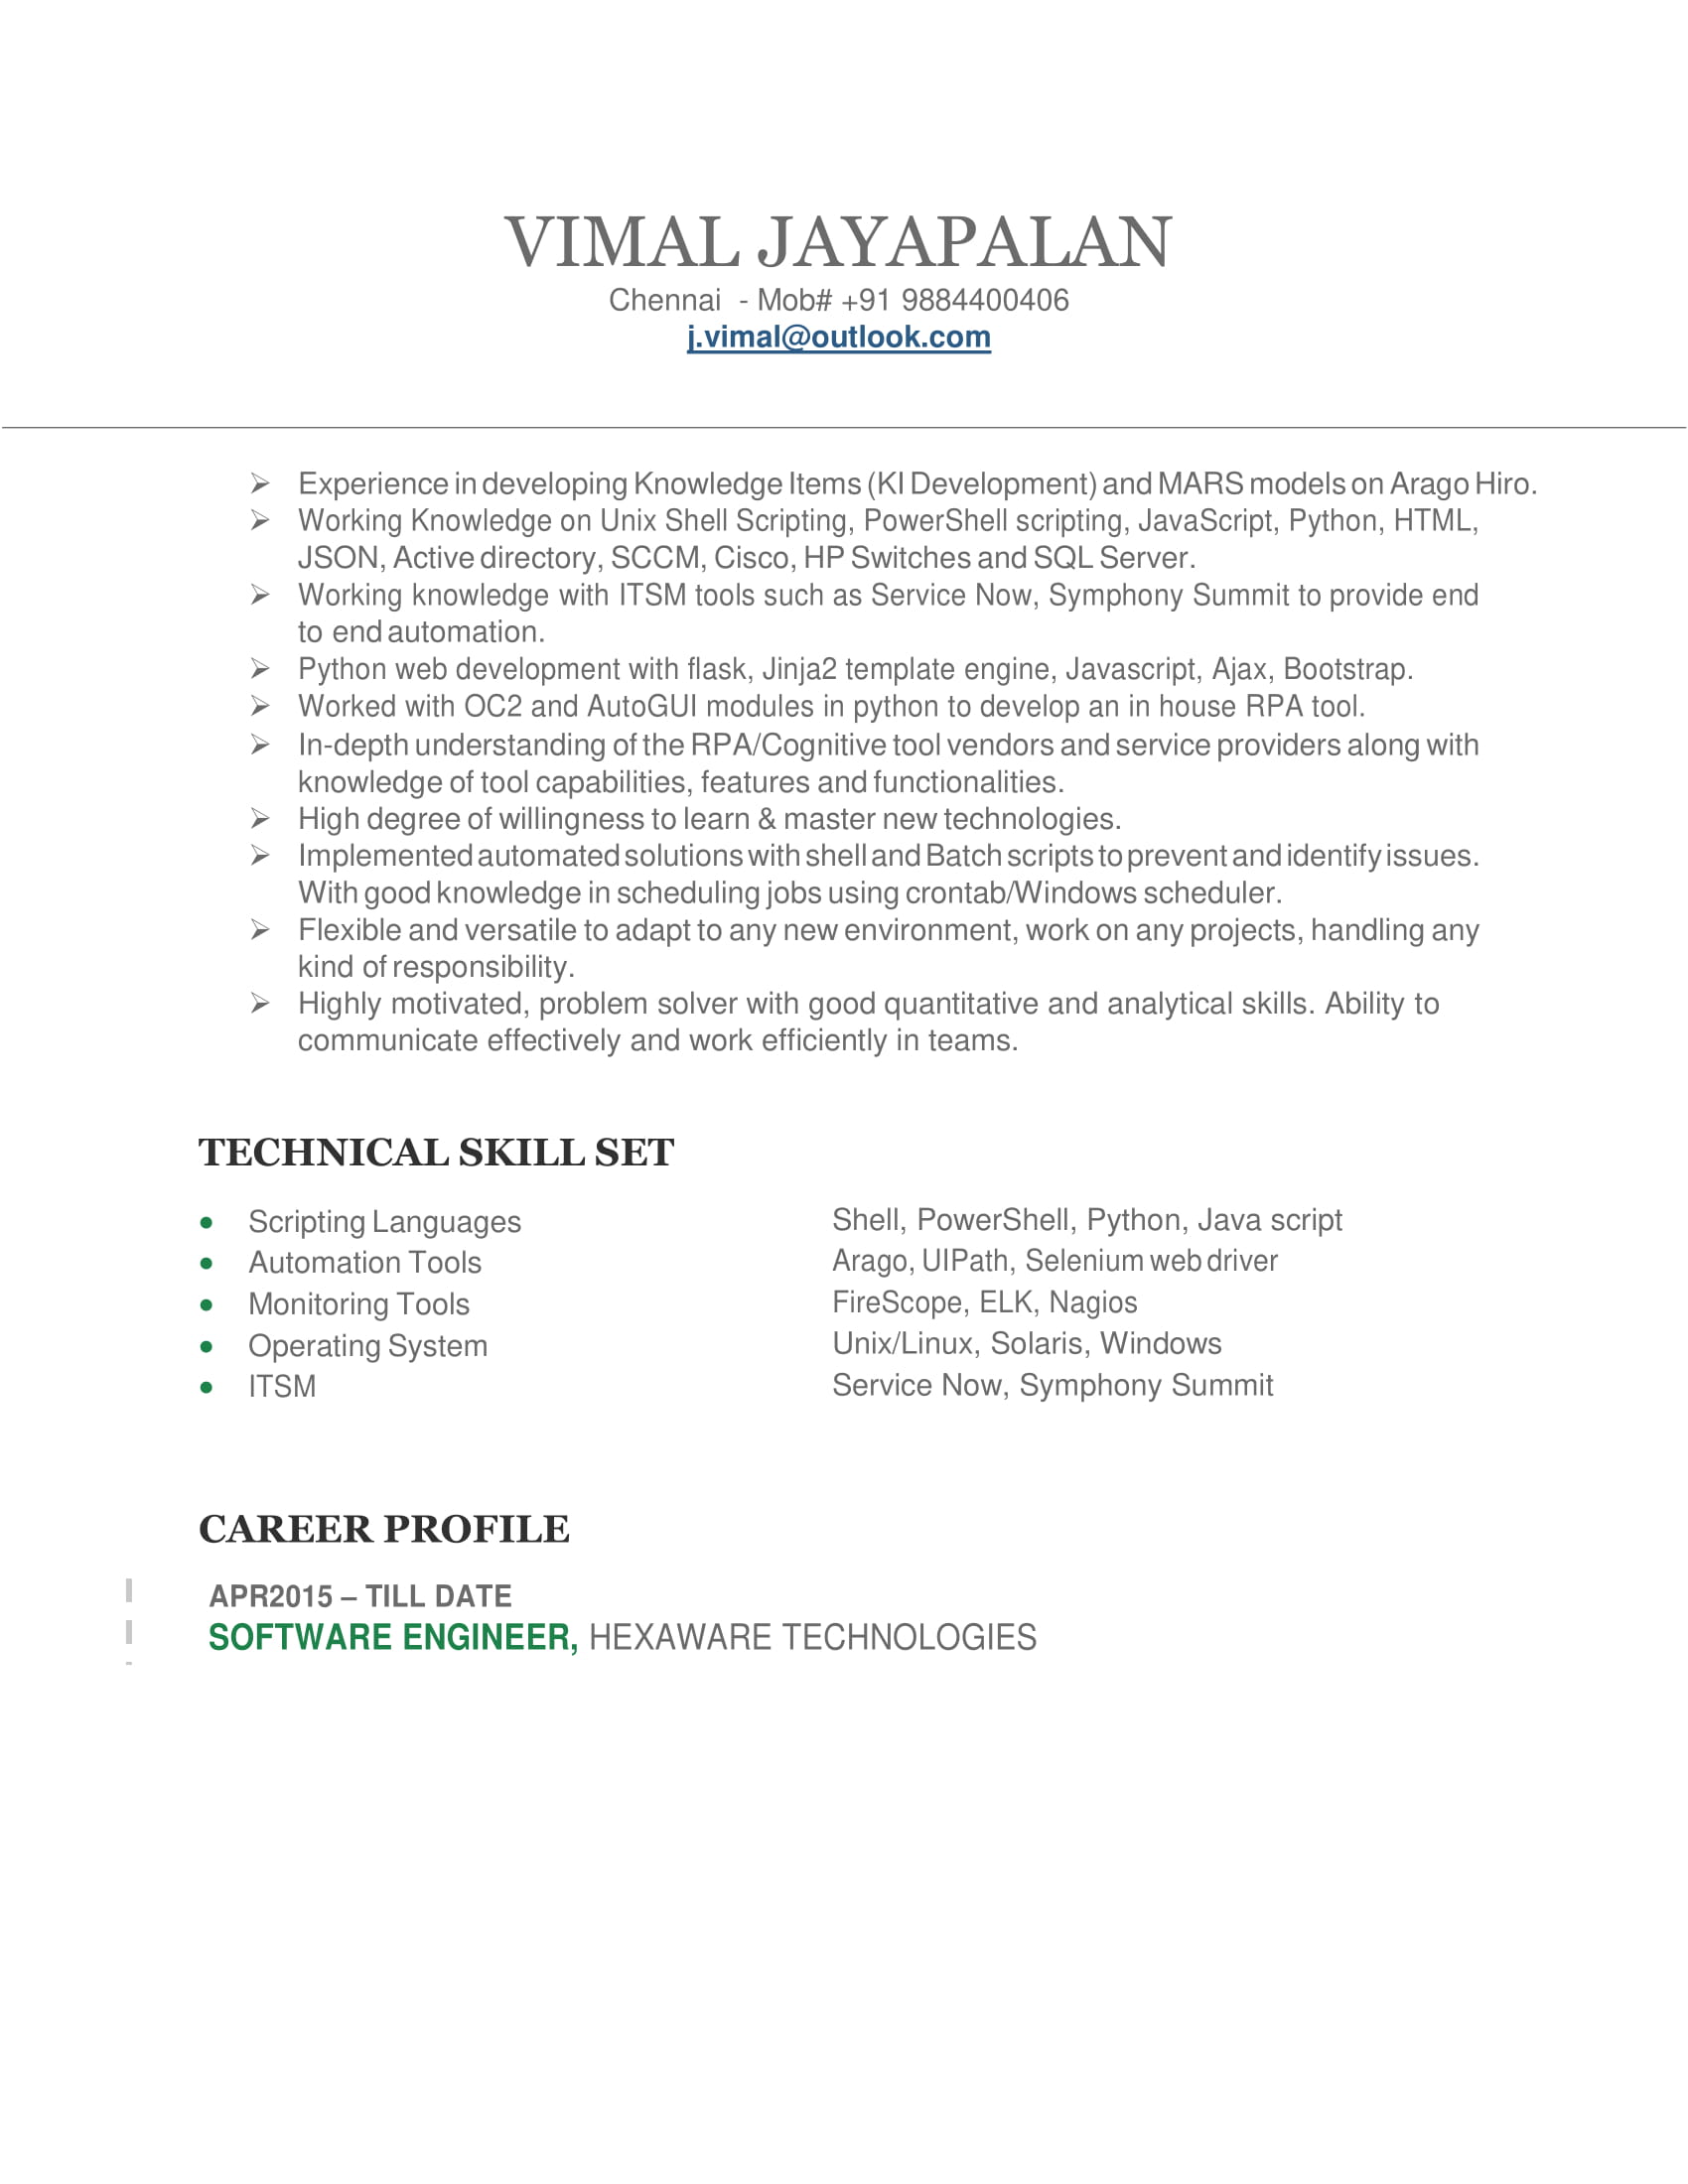 VIMAL JAYAPALAN
Chennai - Mob# +91 9884400406
j.vimal@outlook.com
➢ Experience in developing Knowledge Items (KI Development) and MARS models on Arago Hiro.
➢ Working Knowledge on Unix Shell Scripting, PowerShell scripting, JavaScript, Python, HTML,
JSON, Active directory, SCCM, Cisco, HP Switches and SQL Server.
➢ Working knowledge with ITSM tools such as Service Now, Symphony Summit to provide end
to end automation.
➢ Python web development with flask, Jinja2 template engine, Javascript, Ajax, Bootstrap.
➢ Worked with OC2 and AutoGUI modules in python to develop an in house RPA tool.
➢ In-depth understanding of the RPA/Cognitive tool vendors and service providers along with
knowledge of tool capabilities, features and functionalities.
➢ High degree of willingness to learn & master new technologies.
➢ Implemented automated solutions with shell and Batch scripts to prevent and identify issues.
With good knowledge in scheduling jobs using crontab/Windows scheduler.
➢ Flexible and versatile to adapt to any new environment, work on any projects, handling any
kind of responsibility.
➢ Highly motivated, problem solver with good quantitative and analytical skills. Ability to
communicate effectively and work efficiently in teams.
TECHNICAL SKILL SET
• Scripting Languages Shell, PowerShell, Python, Java script
• Automation Tools Arago, UIPath, Selenium web driver
• Monitoring Tools FireScope, ELK, Nagios
• Operating System Unix/Linux, Solaris, Windows
• ITSM Service Now, Symphony Summit
CAREER PROFILE
APR2015 – TILL DATE
SOFTWARE ENGINEER, HEXAWARE TECHNOLOGIES